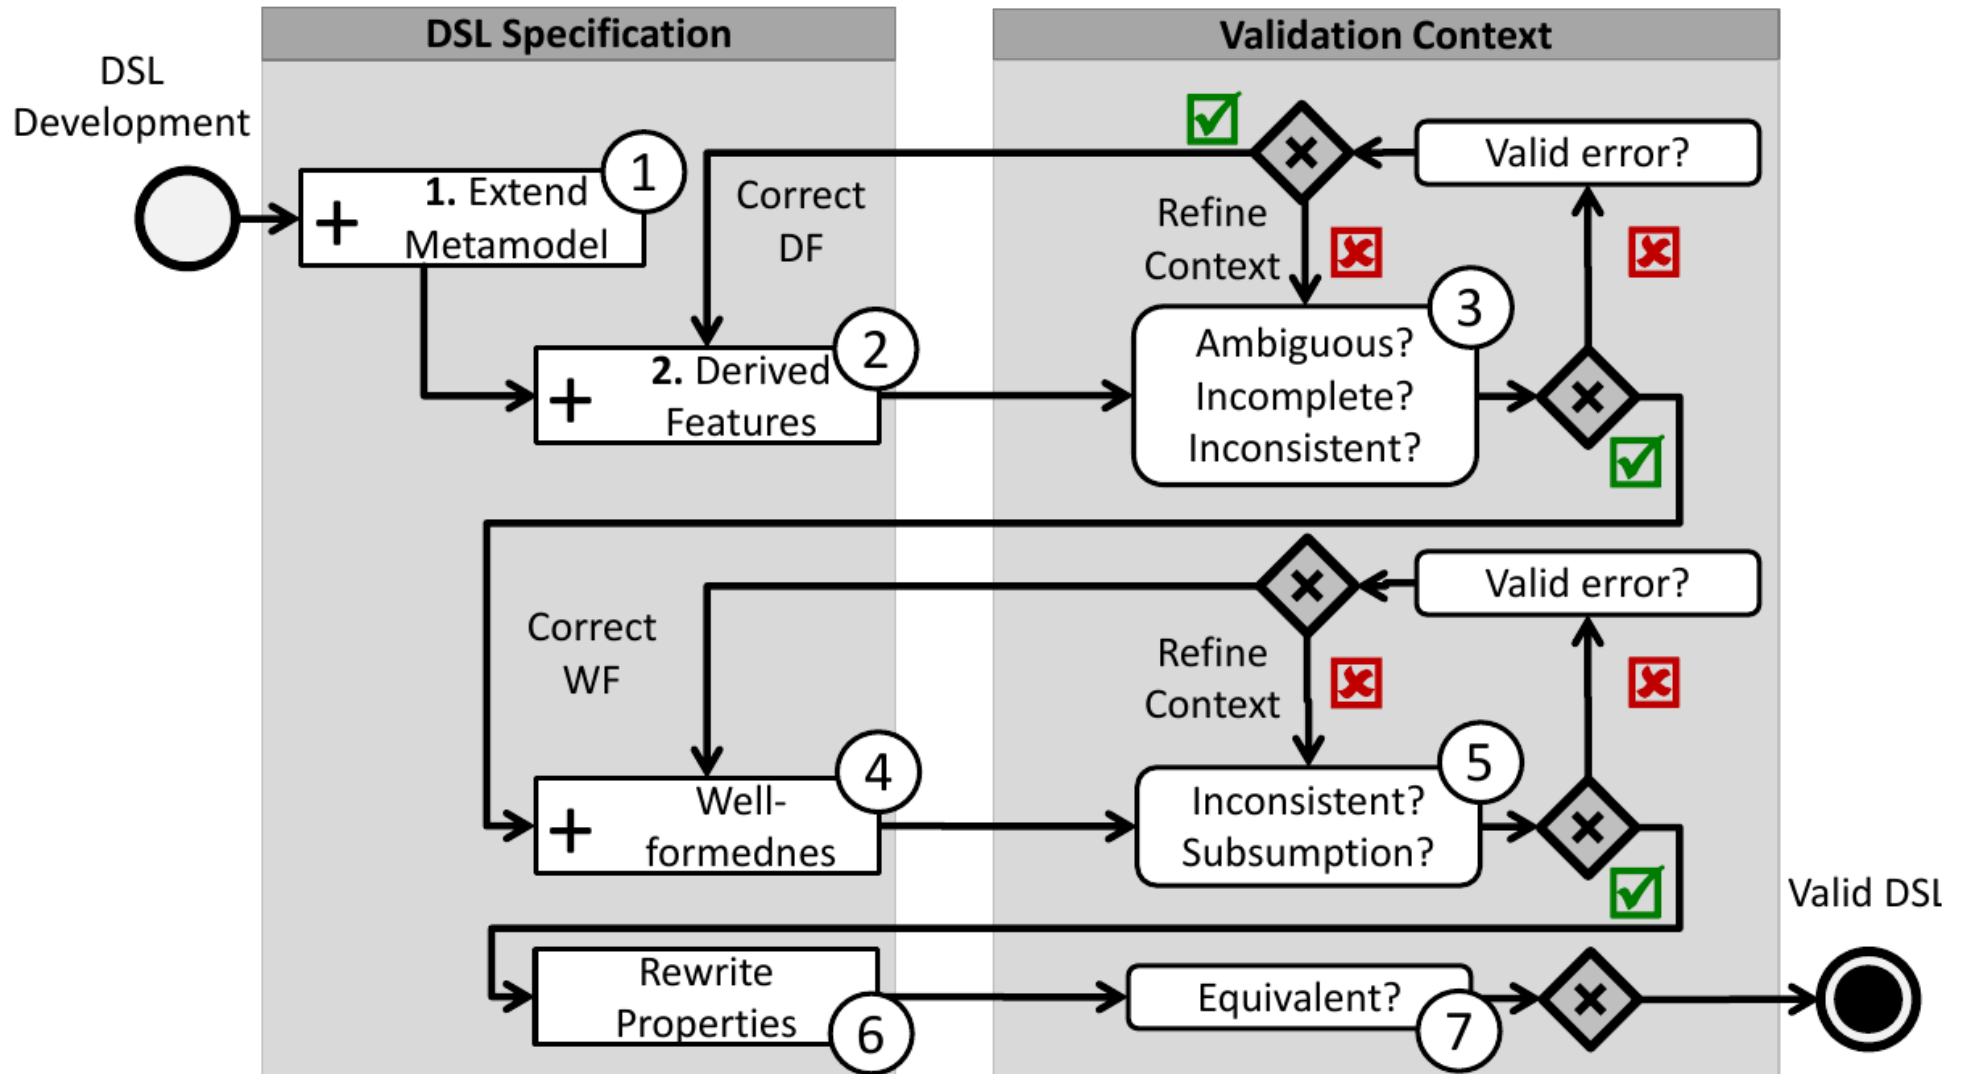 DSL Specification
Validation Context
DSL
Development
1. Extend
Metamodel
1
Correct
DF
Valid error?
Refine
Context
2. Derived
Features
2
Ambiguous?
Incomplete?
Inconsistent?
3
Correct
WF
Valid error?
Refine
Context
Well-
formednes
4
Inconsistent?
Subsumption?
5
Valid DSL
Rewrite
Properties
6
Equivalent?
7